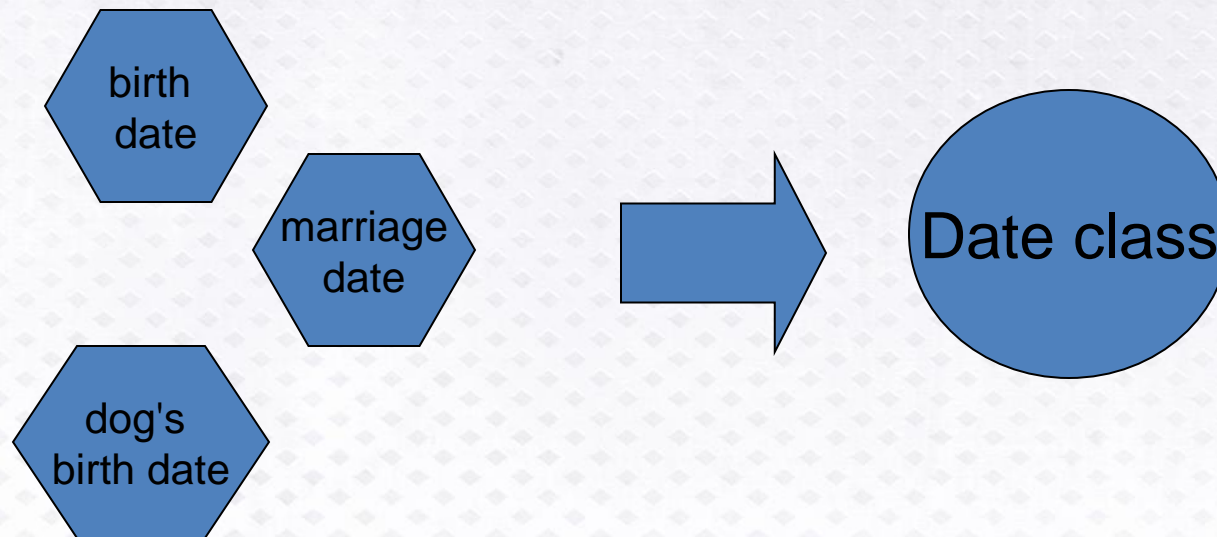 birth
date
marriage
date
dog's
birth date
Date class